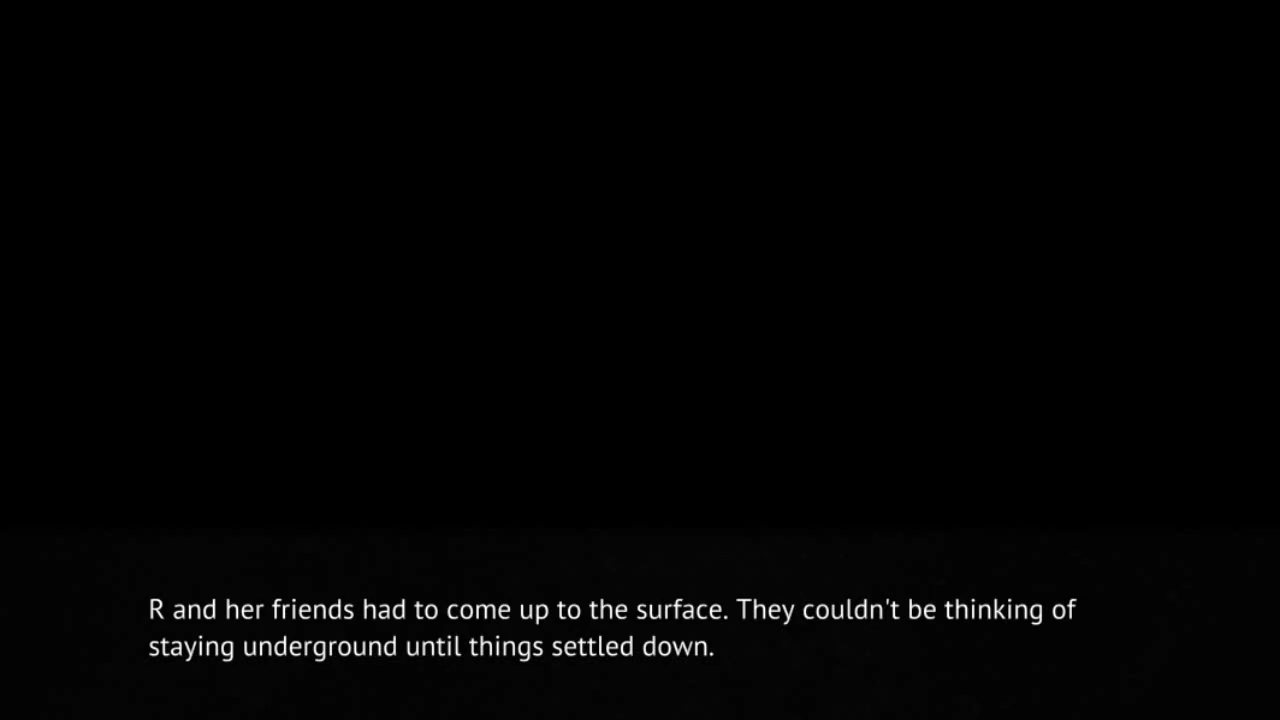 R and her friends had to come up to the surface. They couldn't be thinking of
staying underground until things settled down.